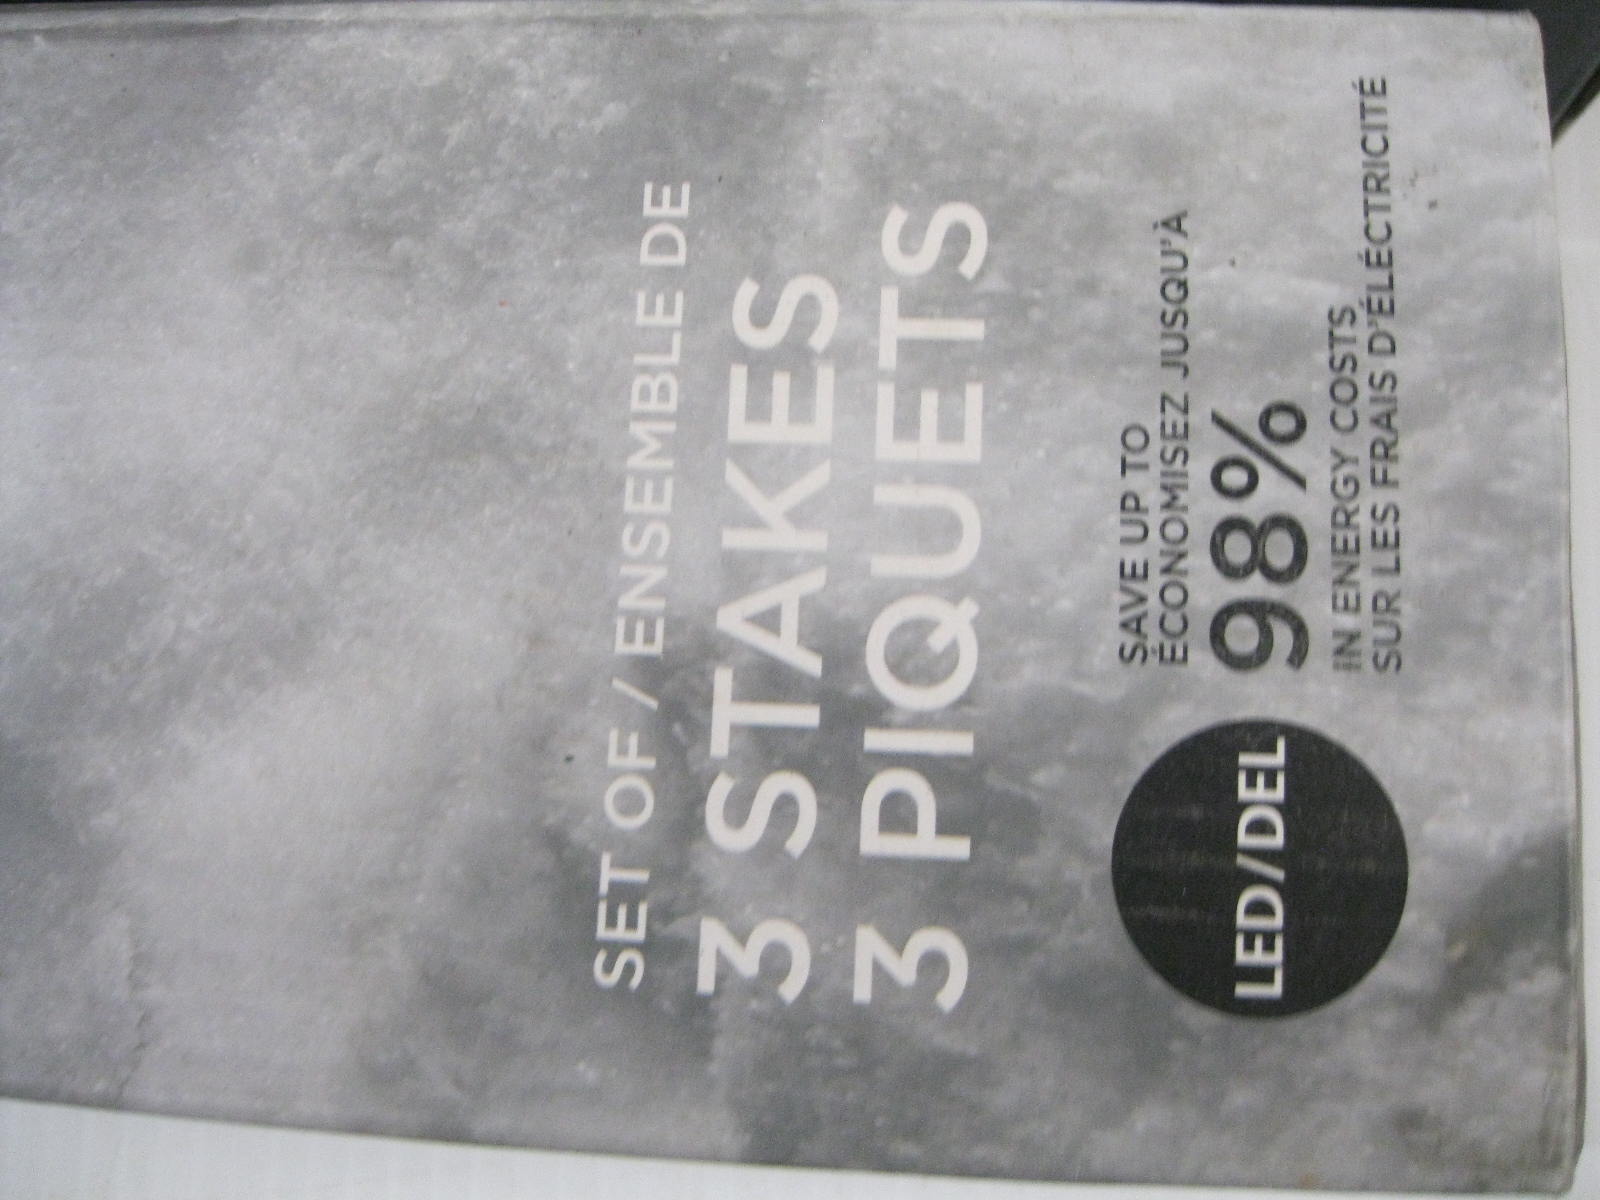 SET OF / ENSEMBLE DE
3 STAKES
3 PIQUETS
LED/DEL
SAVE UP TO
ÉCONOMISEZ JUSQU'À
98%
IN ENERGY COSTS
SUR LES FRAIS D'ÉLÉCTRICITÉ